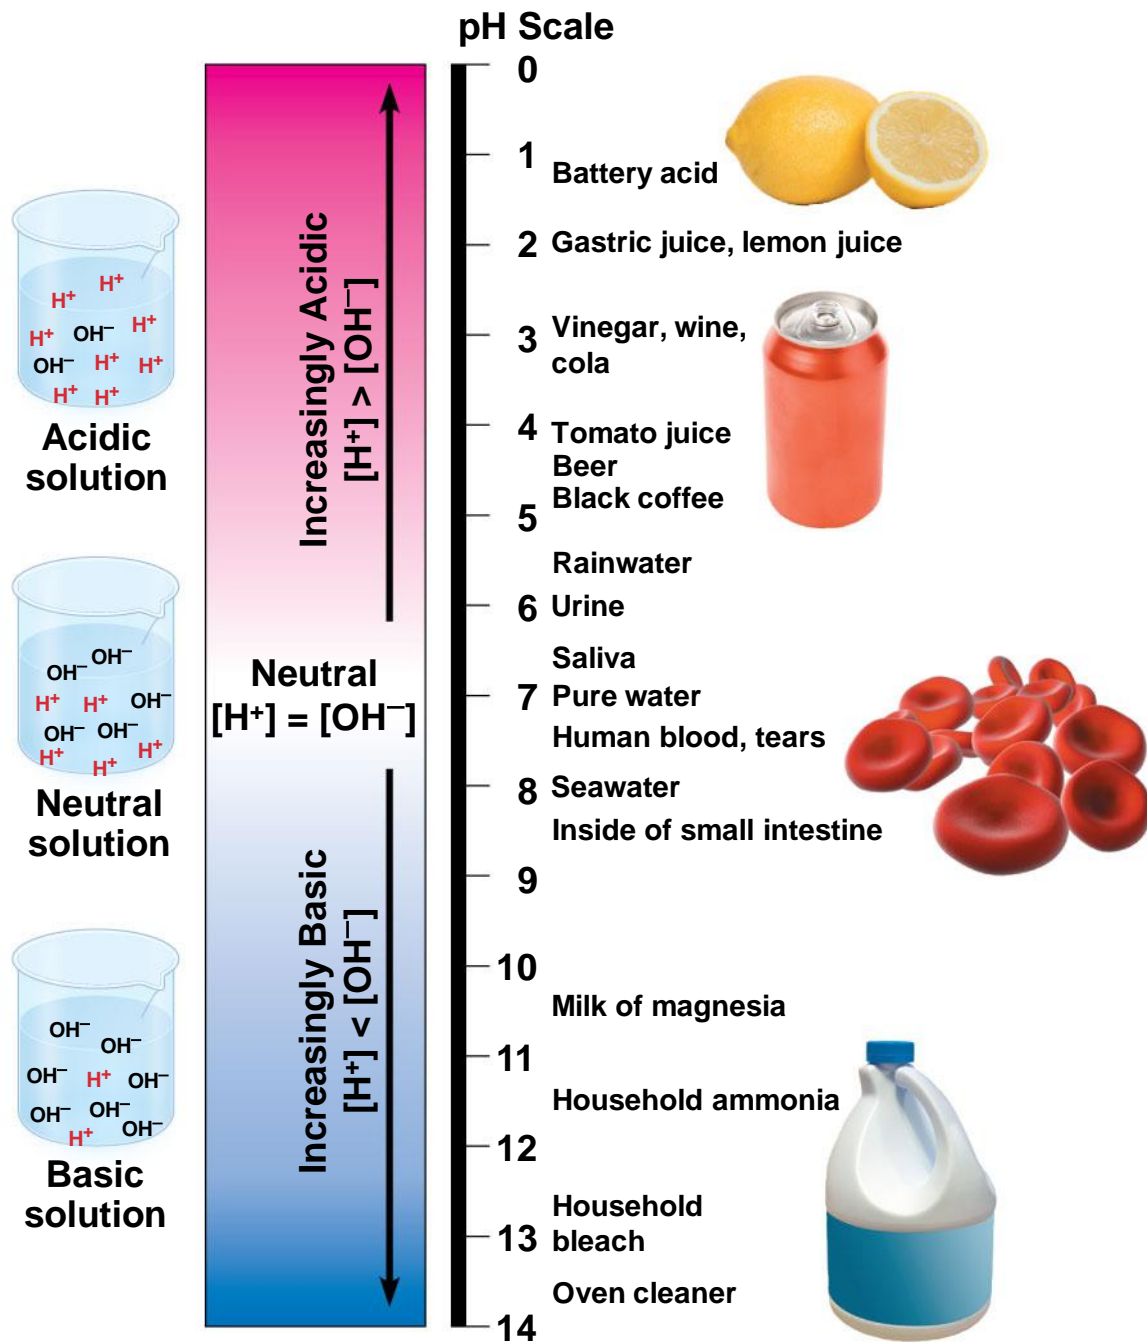 pH Scale
0
1
Battery acid
2
Gastric juice, lemon juice
3
Vinegar, wine,
cola
4
Tomato juice
Beer
Black coffee
5
Rainwater
6
Urine
Saliva
7
Pure water
Human blood, tears
8
Seawater
Inside of small intestine
9
10
Milk of magnesia
11
Household ammonia
12
Household
bleach
13
Oven cleaner
14
Increasingly Acidic
[H⁺] > [OH⁻]
Neutral
[H⁺] = [OH⁻]
Increasingly Basic
[H⁺] < [OH⁻]
H⁺
H⁺
H⁺ OH⁻ H⁺
OH⁻ H⁺ H⁺
H⁺ H⁺
Acidic
solution
OH⁻ OH⁻
H⁺ H⁺ OH⁻
OH⁻ OH⁻
H⁺ H⁺ H⁺
Neutral
solution
OH⁻
OH⁻
OH⁻ H⁺ OH⁻
OH⁻ OH⁻
H⁺ OH⁻
Basic
solution